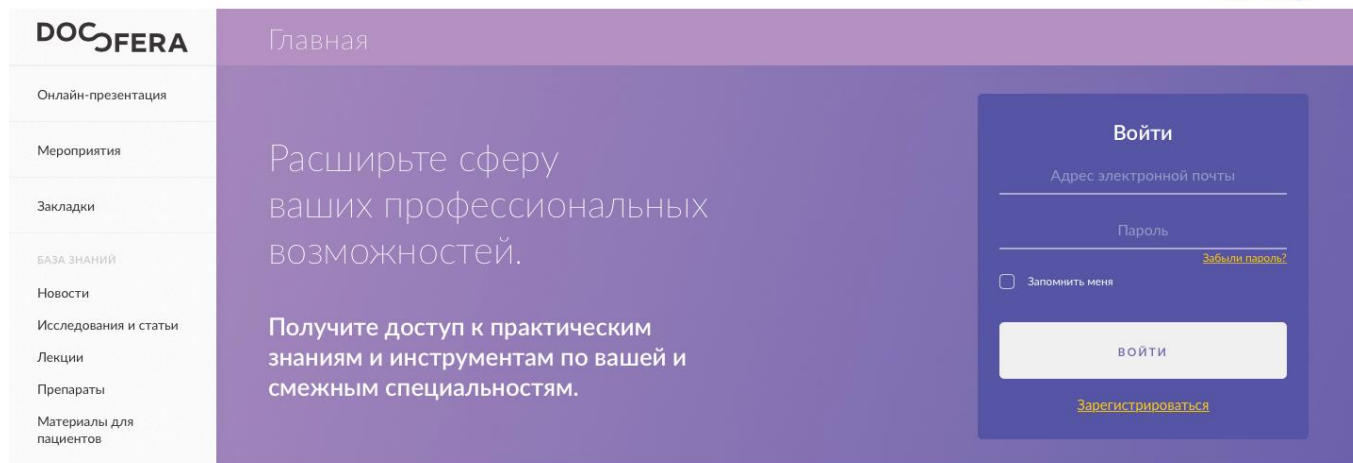 DOCSFERA
Онлайн-презентация
Мероприятия
Закладки
БАЗА ЗНАНИЙ
Новости
Исследования и статьи
Лекции
Препараты
Материалы для
пациентов
Главная
Расширьте сферу
ваших профессиональных
возможностей.
Получите доступ к практическим
знаниям и инструментам по вашей и
смежным специальностям.
Войти
Адрес электронной почты
Пароль
Забыли пароль?
Запомнить меня
ВОЙТИ
Зарегистрироваться